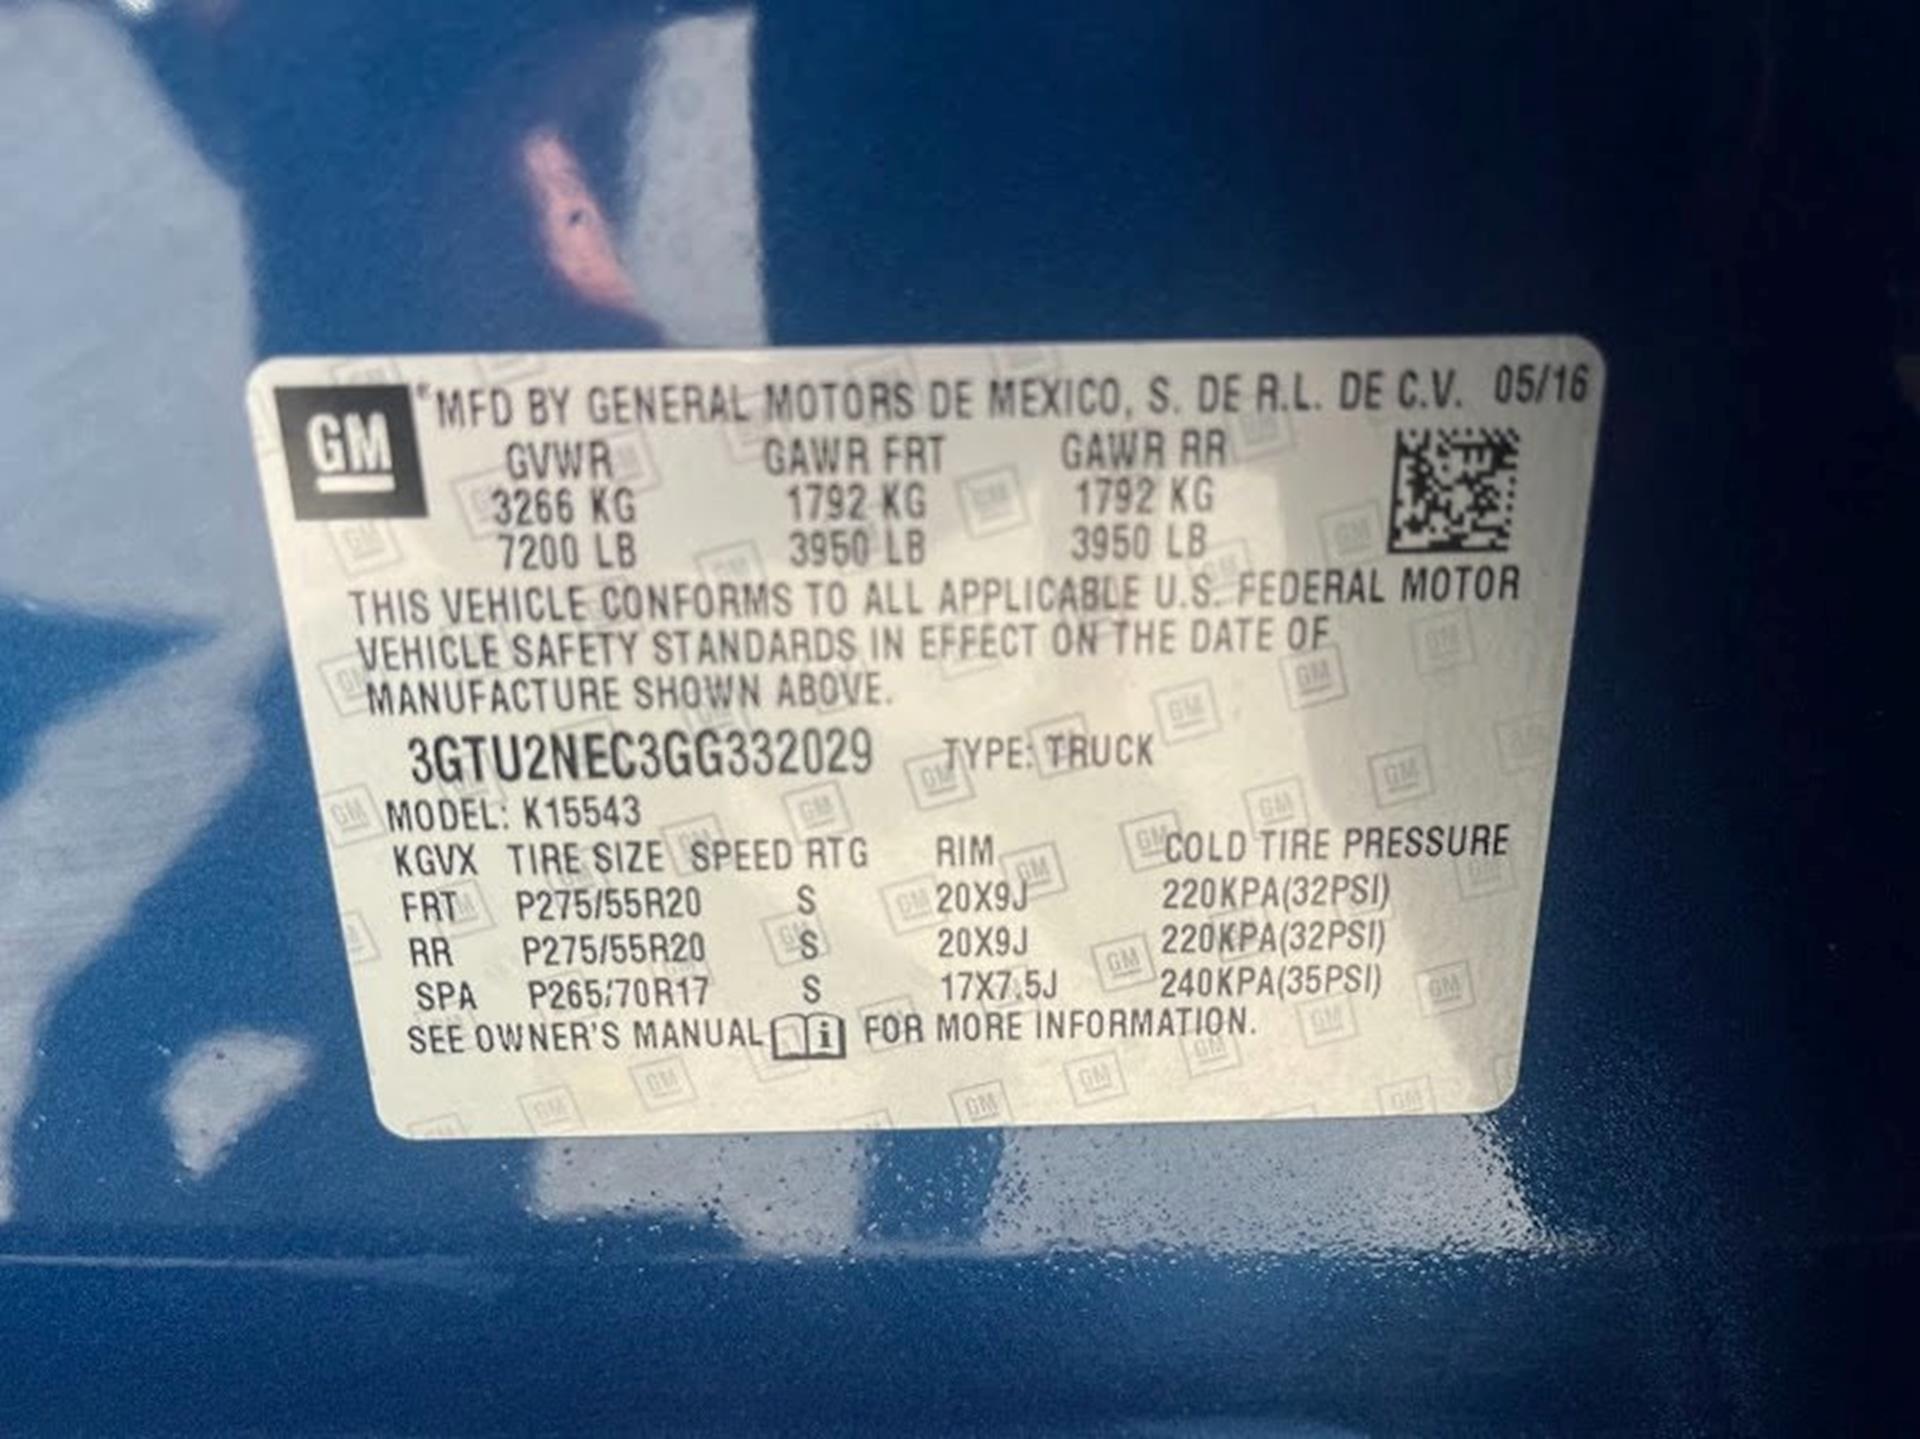 GM *MFD BY GENERAL MOTORS DE MEXICO, S. DE R.L. DE C.V. 05/16
GVWR GAWR FRT GAWR RR
3266 KG 1792 KG 1792 KG
7200 LB 3950 LB 3950 LB
THIS VEHICLE CONFORMS TO ALL APPLICABLE U.S. FEDERAL MOTOR
VEHICLE SAFETY STANDARDS IN EFFECT ON THE DATE OF
MANUFACTURE SHOWN ABOVE.
3GTU2NEC3GG332029 TYPE: TRUCK
MODEL: K15543
KGVX TIRE SIZE SPEED RTG RIM COLD TIRE PRESSURE
FRT P275/55R20 S 20X9J 220KPA(32PSI)
RR P275/55R20 S 20X9J 220KPA(32PSI)
SPA P265/70R17 S 17X7.5J 240KPA(35PSI)
SEE OWNER'S MANUAL i FOR MORE INFORMATION.